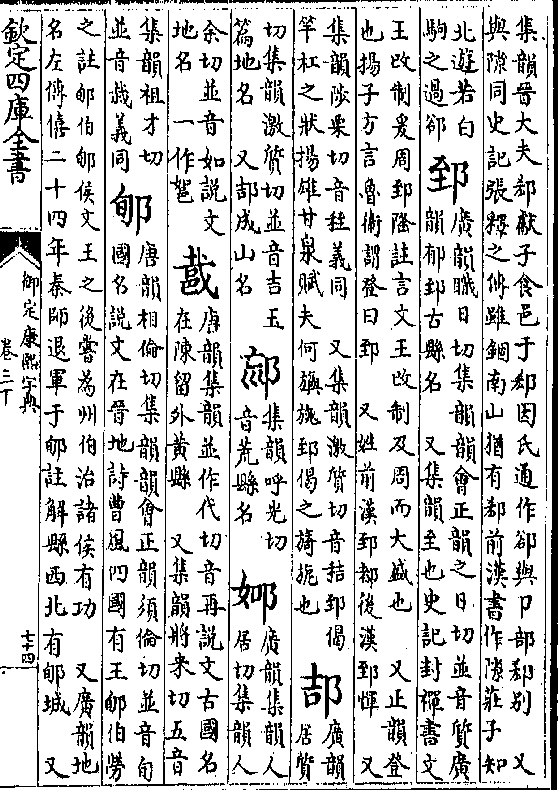 集韻晉大夫郄獻子食邑于郄因氏通作郤與卩部郄别 又
與隙同史記張釋之傳雖錮南山猶有郄前漢書作隙莊子知
北遊若白
駒之過郤
郅
廣韻職日切集韻韻會正韻之日切並音質廣
韻郁郅古縣名 又集韻至也史記封禪書文
王改制爰周郅隆註言文王改制及周而大盛也 又正韻登
也揚子方言魯衛謂登曰郅 又姓前漢郅都後漢郅惲 又
集韻陟栗切音秷義同 又集韻激質切音拮郅偈
竿杠之狀揚雄甘泉賦夫何旟旐郅偈之旖旎也
郆
廣韻
居質
切集韻激質切並音吉玉
篇地名 又郆成山名
集韻呼光切
音荒縣名
廣韻集韻人
居切集韻人
余切並音如說文
地名 一作
唐韻集韻並作代切音再說文古國名
在陳留外黃縣 又集韻將來切五音
集韻祖才切
並音哉義同
郇
唐韻相倫切集韻韻會正韻須倫切並音旬
國名說文在晉地詩曹風四國有王郇伯勞
之註郇伯郇侯文王之後嘗為州伯治諸侯有功 又廣韻地
名左傳僖二十四年秦師退軍于郇註解縣西北有郇城 又
欽定四庫全書
御定康熙字典
卷三十
七十四